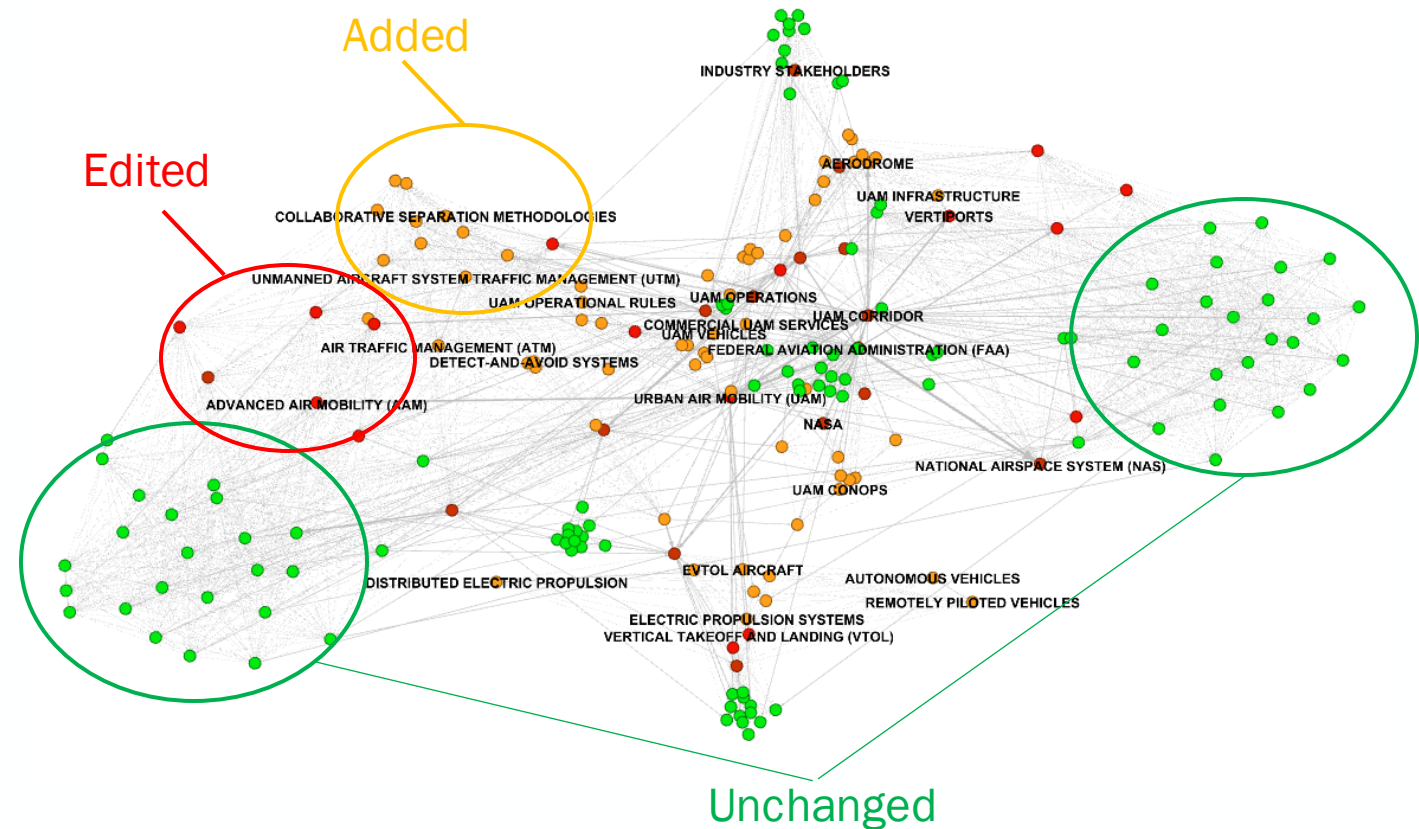 Added
INDUSTRY STAKEHOLDERS
Edited
AERODROME
UAM INFRASTRUCTURE
COLLABORATIVE SEPARATION METHODOLOGIES
VERTIPORTS
UNMANNED AIRCRAFT SYSTEM TRAFFIC MANAGEMENT (UTM)
UAM OPERATIONS
UAM OPERATIONAL RULES
UAM CORRIDOR
COMMERCIAL UAM SERVICES
UAM VEHICLES
AIR TRAFFIC MANAGEMENT (ATM)
FEDERAL AVIATION ADMINISTRATION (FAA)
DETECT-AND-AVOID SYSTEMS
URBAN AIR MOBILITY (UAM)
ADVANCED AIR MOBILITY (AAM)
NASA
NATIONAL AIRSPACE SYSTEM (NAS)
UAM CONOPS
EVTOL AIRCRAFT
AUTONOMOUS VEHICLES
DISTRIBUTED ELECTRIC PROPULSION
REMOTELY PILOTED VEHICLES
ELECTRIC PROPULSION SYSTEMS
VERTICAL TAKEOFF AND LANDING (VTOL)
Unchanged